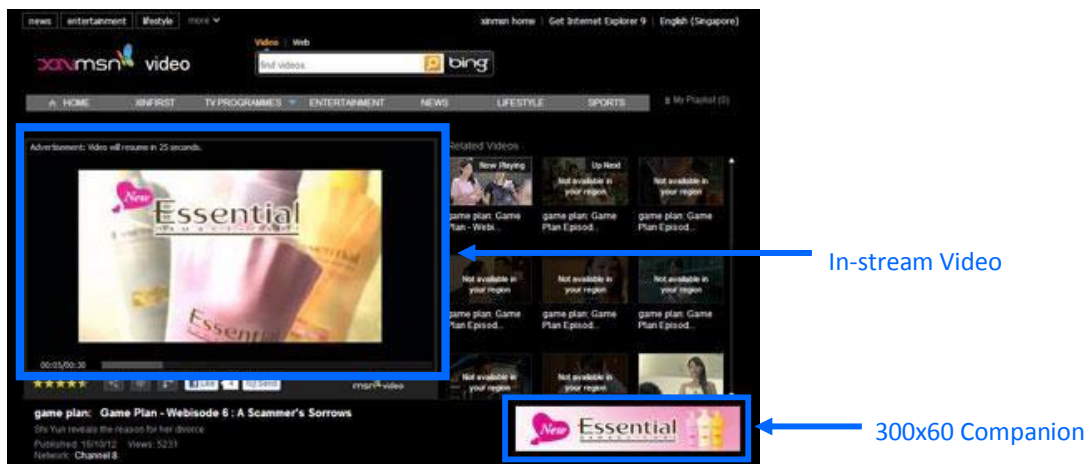 news entertainment lifestyle more
xinmsn home | Get Internet Explorer 9 | English (Singapore)
Video | Web
xinmsn video
find videos
bing
HOME XINFIRST TV PROGRAMMES ENTERTAINMENT NEWS LIFESTYLE SPORTS My Playlist (0)
Advertisement: Video will resume in 25 seconds.
Related Videos
New
Essential
Essential
Now Playing
Up Next
Not available in your region
Not available in your region
game plan: Game Plan - Webi...
game plan: Game Plan Episod...
game plan: Game Plan Episod...
Not available in your region
Not available in your region
Not available in your region
game plan: Game Plan Episod...
game plan: Game Plan Episod...
game plan: Game Plan Episod...
Not available in your region
Not available in your region
00:05/00:30
Like 4 Send
msn video
game plan: Game Plan - Webisode 6 : A Scammer's Sorrows
Shi Yun reveals the reason for her divorce
Published: 15/10/12 Views: 5231
Network: Channel 8
New Essential
In-stream Video
300x60 Companion